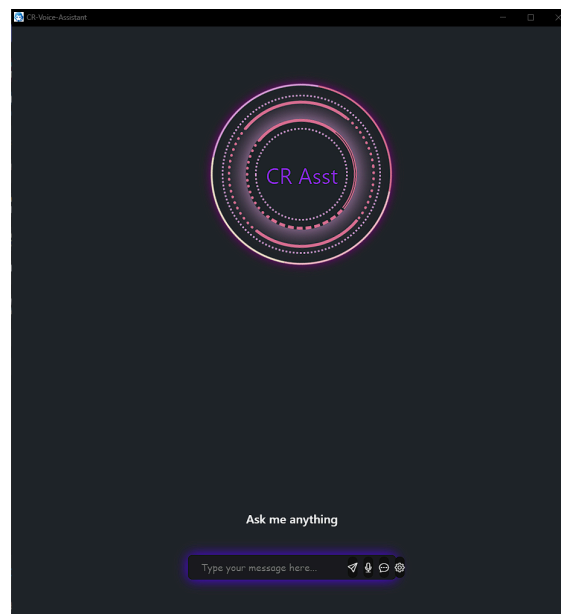 CR-Voice-Assistant
CR Asst
Ask me anything
Type your message here...